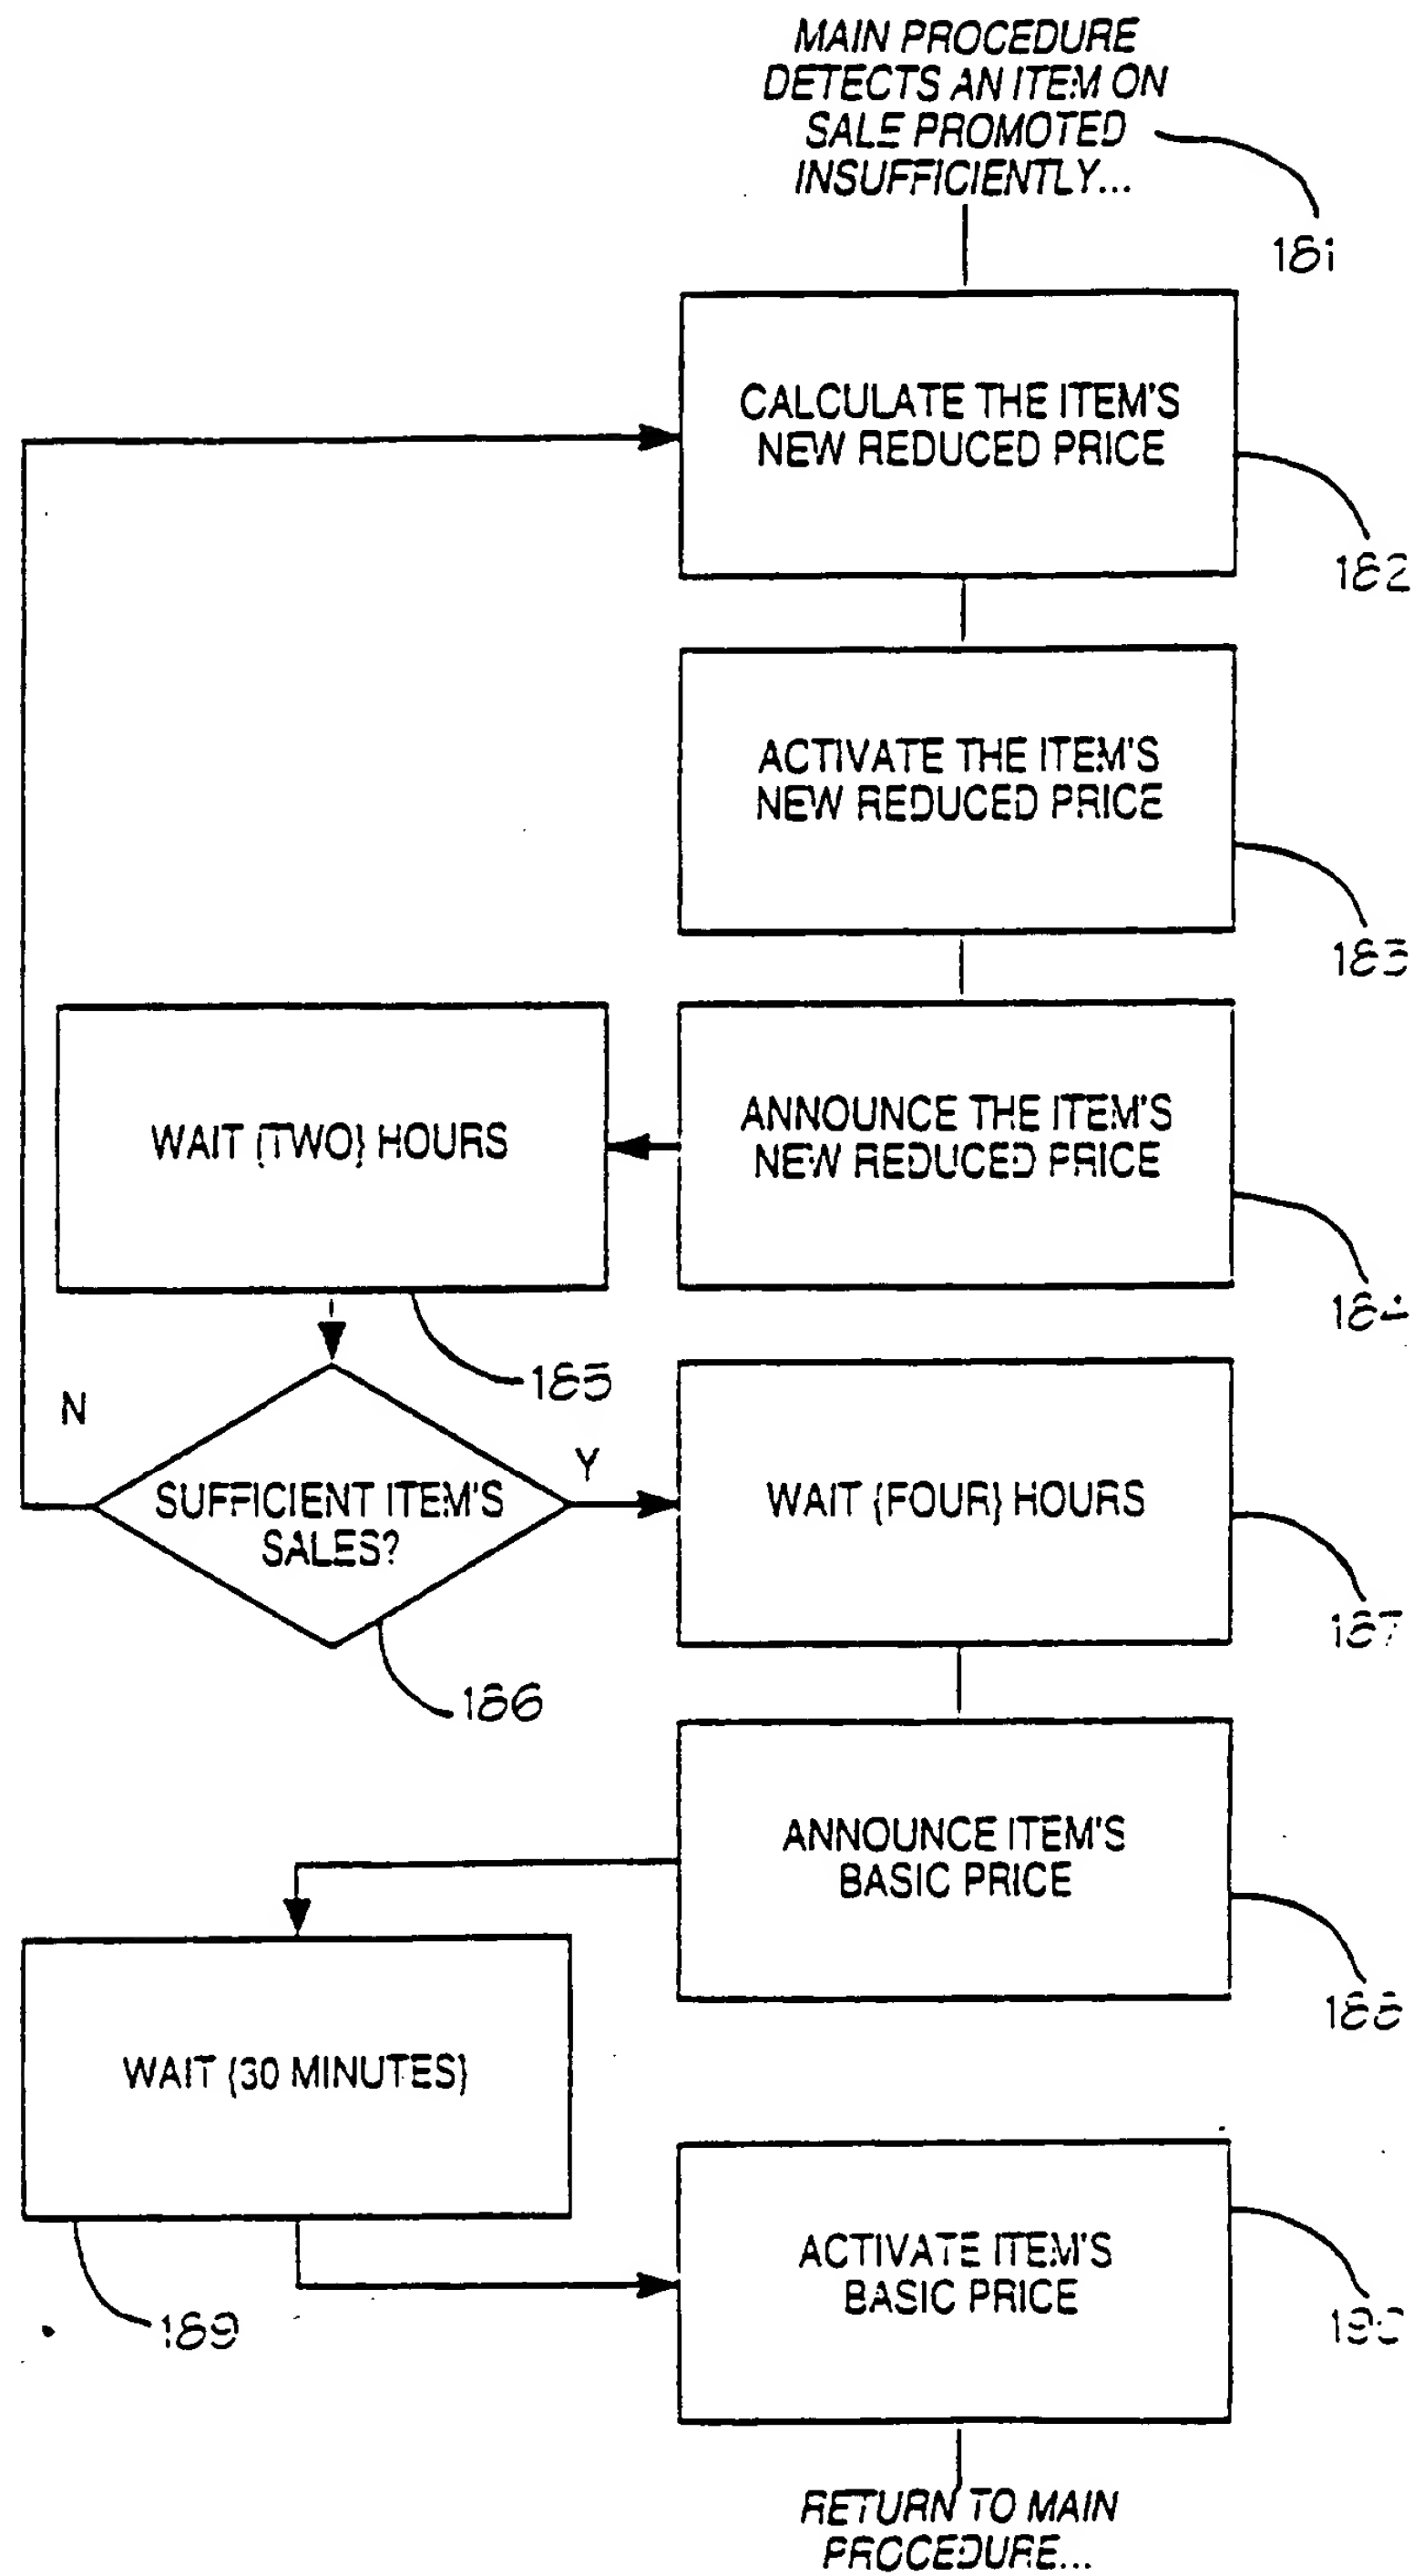 MAIN PROCEDURE
DETECTS AN ITEM ON
SALE PROMOTED
INSUFFICIENTLY...
181
CALCULATE THE ITEM'S
NEW REDUCED PRICE
182
ACTIVATE THE ITEM'S
NEW REDUCED PRICE
183
ANNOUNCE THE ITEM'S
NEW REDUCED PRICE
184
WAIT {TWO} HOURS
185
N
Y
SUFFICIENT ITEM'S
SALES?
186
WAIT {FOUR} HOURS
187
ANNOUNCE ITEM'S
BASIC PRICE
188
WAIT {30 MINUTES}
189
ACTIVATE ITEM'S
BASIC PRICE
190
RETURN TO MAIN
PROCEDURE...